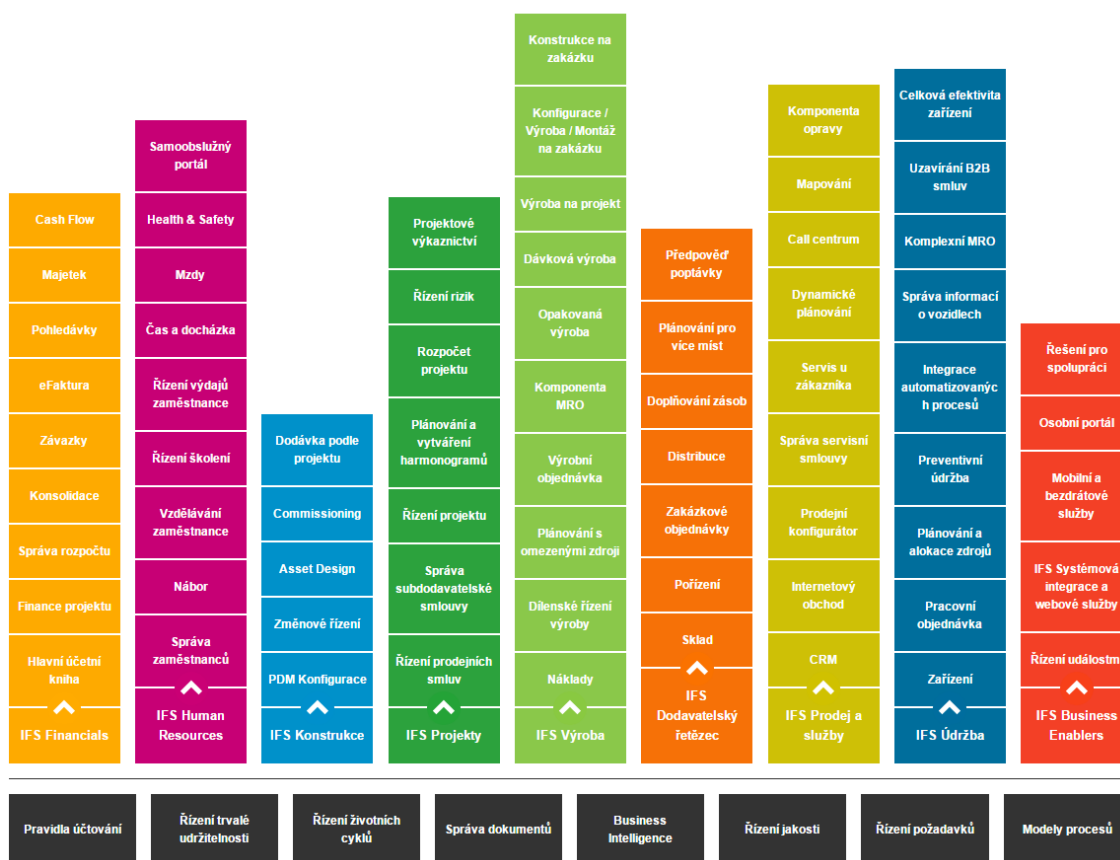 Cash Flow
Majetek
Pohledávky
eFaktura
Závazky
Konsolidace
Správa rozpočtu
Finance projektu
Hlavní účetní
kniha
IFS Financials
Samoobslužný
portál
Health & Safety
Mzdy
Čas a docházka
Řízení výdajů
zaměstnance
Řízení školení
Vzdělávání
zaměstnance
Nábor
Správa
zaměstnanců
IFS Human
Resources
Dodávka podle
projektu
Commissioning
Asset Design
Změnové řízení
PDM Konfigurace
IFS Konstrukce
Projektové
výkaznictví
Řízení rizik
Rozpočet
projektu
Plánování a
vytváření
harmonogramů
Řízení projektu
Správa
subdodavatelské
smlouvy
Řízení prodejních
smluv
IFS Projekty
Konstrukce na
zakázku
Konfigurace /
Výroba / Montáž
na zakázku
Výroba na projekt
Dávková výroba
Opakovaná
výroba
Komponenta
MRO
Výrobní
objednávka
Plánování s
omezenými zdroji
Dílenské řízení
výroby
Náklady
IFS Výroba
Předpověď
poptávky
Plánování pro
více míst
Doplňování zásob
Distribuce
Zakázkové
objednávky
Pořízení
Sklad
IFS
Dodavatelský
řetězec
Komponenta
opravy
Mapování
Call centrum
Dynamické
plánování
Servis u
zákazníka
Správa servisní
smlouvy
Prodejní
konfigurátor
Internetový
obchod
CRM
IFS Prodej a
služby
Celková efektivita
zařízení
Uzavírání B2B
smluv
Komplexní MRO
Správa informací
o vozidlech
Integrace
automatizovanýc
h procesů
Preventivní
údržba
Plánování a
alokace zdrojů
Pracovní
objednávka
Zařízení
IFS Údržba
Řešení pro
spolupráci
Osobní portál
Mobilní a
bezdrátové
služby
IFS Systémová
integrace a
webové služby
Řízení událostmi
IFS Business
Enablers
Pravidla účtování
Řízení trvalé
udržitelnosti
Řízení životních
cyklů
Správa dokumentů
Business
Intelligence
Řízení jakosti
Řízení požadavků
Modely procesů